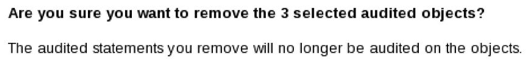 Are you sure you want to remove the 3 selected audited objects?
The audited statements you remove will no longer be audited on the objects.